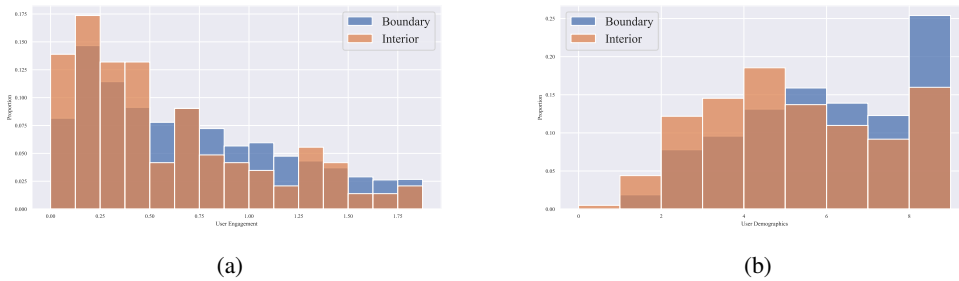 0.175
0.150
0.125
0.100
0.075
0.050
0.025
0.000
Proportion
Boundary
Interior
0.00 0.25 0.50 0.75 1.00 1.25 1.50 1.75
User Engagement
(a)
0.25
0.20
0.15
0.10
0.05
0.00
Proportion
Boundary
Interior
0 2 4 6 8
User Demographics
(b)